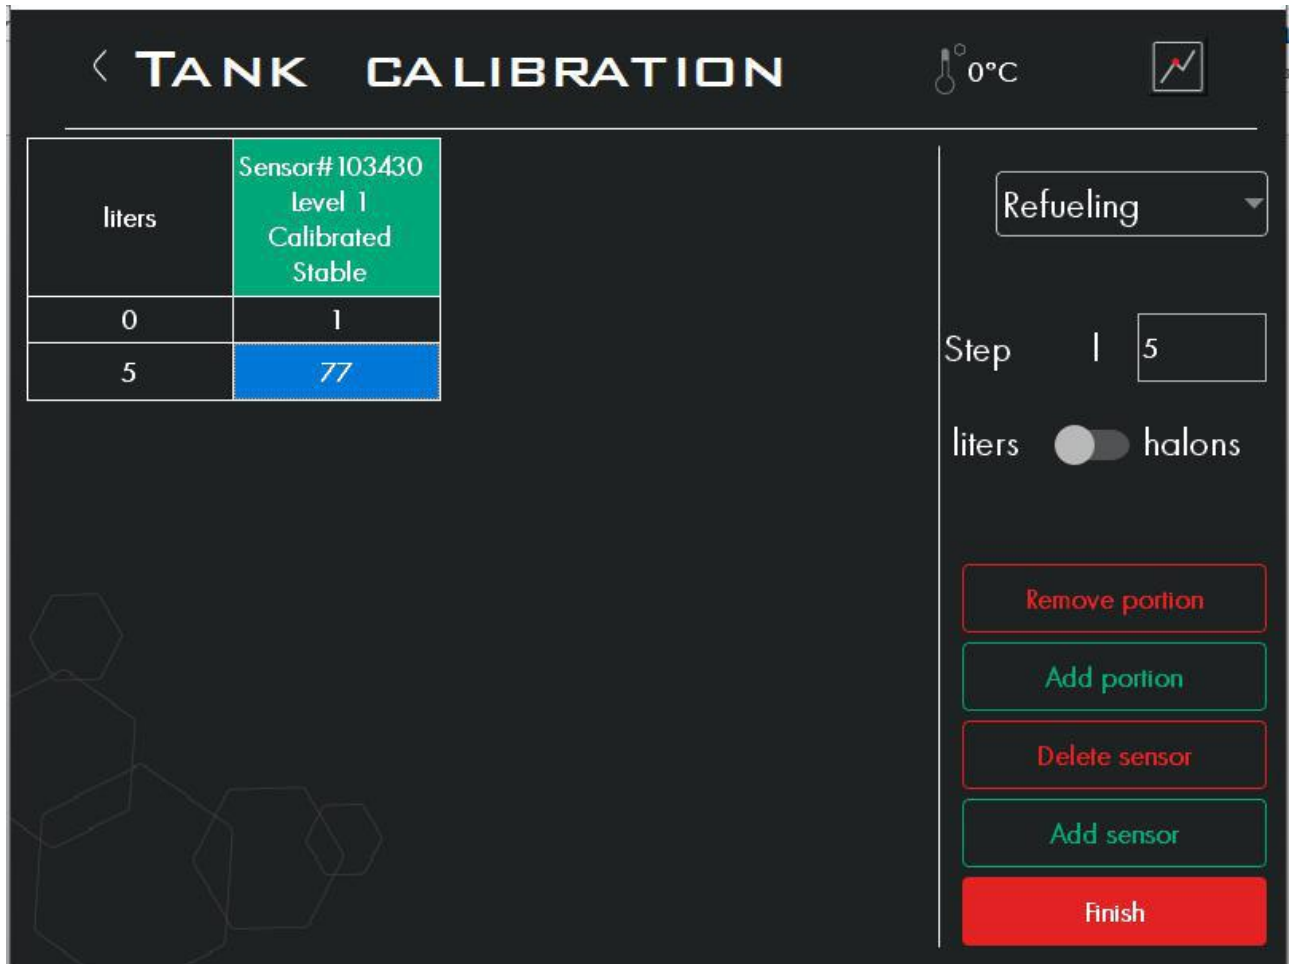 TANK CALIBRATION
0°C
liters
Sensor#103430
Level 1
Calibrated
Stable
0 1
5 77
Refueling
Step l 5
liters halons
Remove portion
Add portion
Delete sensor
Add sensor
Finish